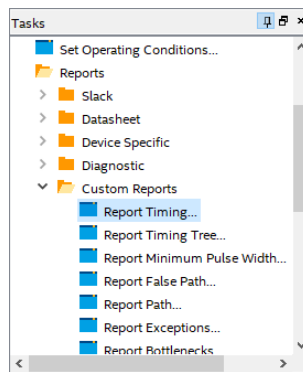 Tasks
Set Operating Conditions...
Reports
Slack
Datasheet
Device Specific
Diagnostic
Custom Reports
Report Timing...
Report Timing Tree...
Report Minimum Pulse Width...
Report False Path...
Report Path...
Report Exceptions...
Report Bottlenecks